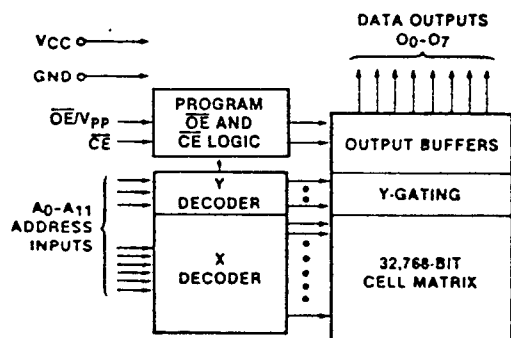 DATA OUTPUTS
O0-O7
VCC
GND
OE/VPP
CE
PROGRAM
OE AND
CE LOGIC
OUTPUT BUFFERS
Y
DECODER
Y-GATING
A0-A11
ADDRESS
INPUTS
X
DECODER
32,768-BIT
CELL MATRIX